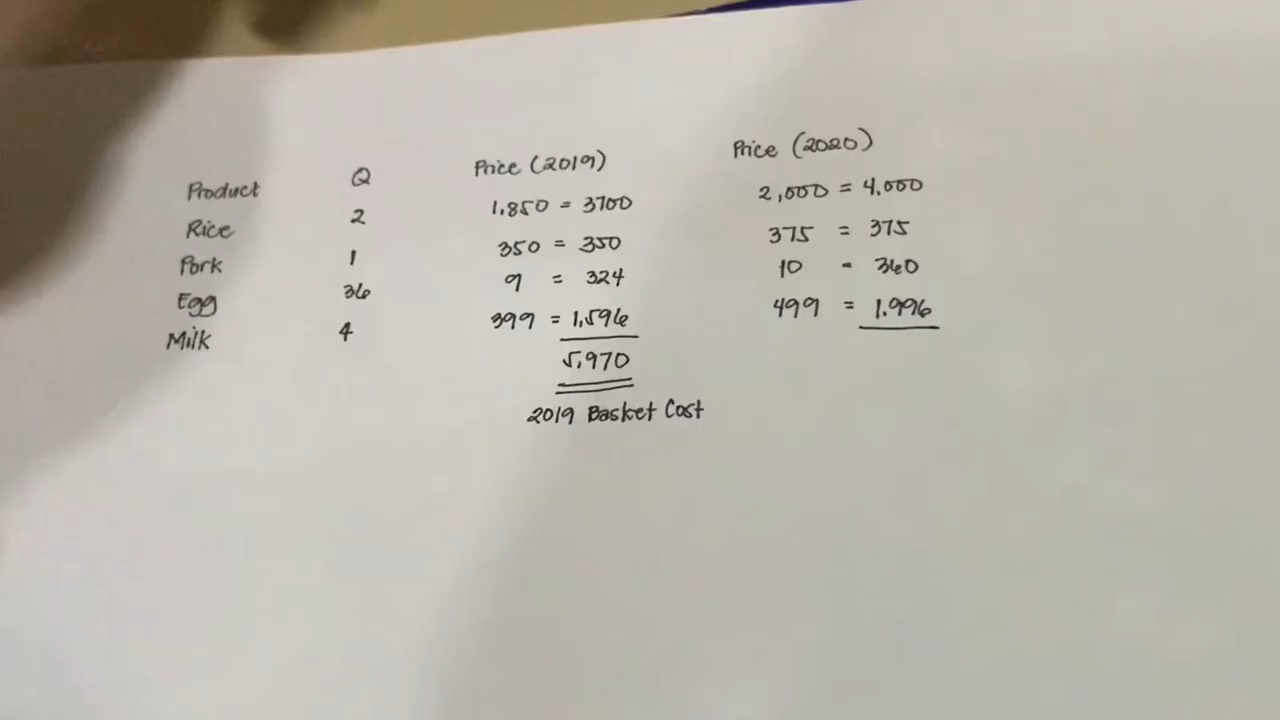 Product Q Price (2019) Price (2020)
Rice 2 1,850 = 3700 2,000 = 4,000
Pork 1 350 = 350 375 = 375
Egg 36 9 = 324 10 = 360
Milk 4 399 = 1,596 499 = 1.996
5,970
2019 Basket Cost